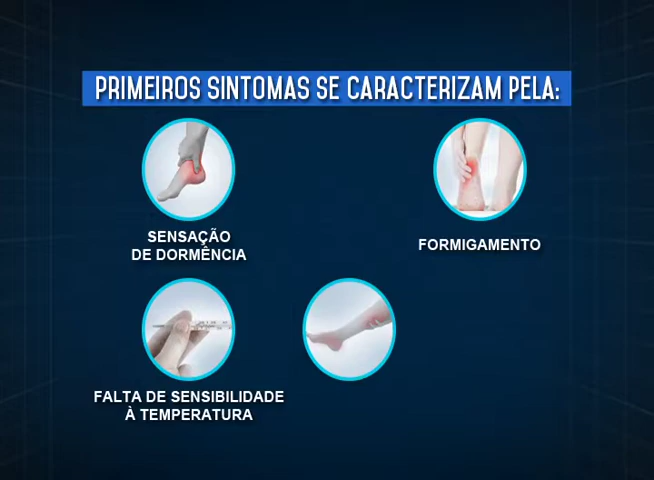 PRIMEIROS SINTOMAS SE CARACTERIZAM PELA:
SENSAÇÃO
DE DORMÊNCIA
FORMIGAMENTO
FALTA DE SENSIBILIDADE
À TEMPERATURA